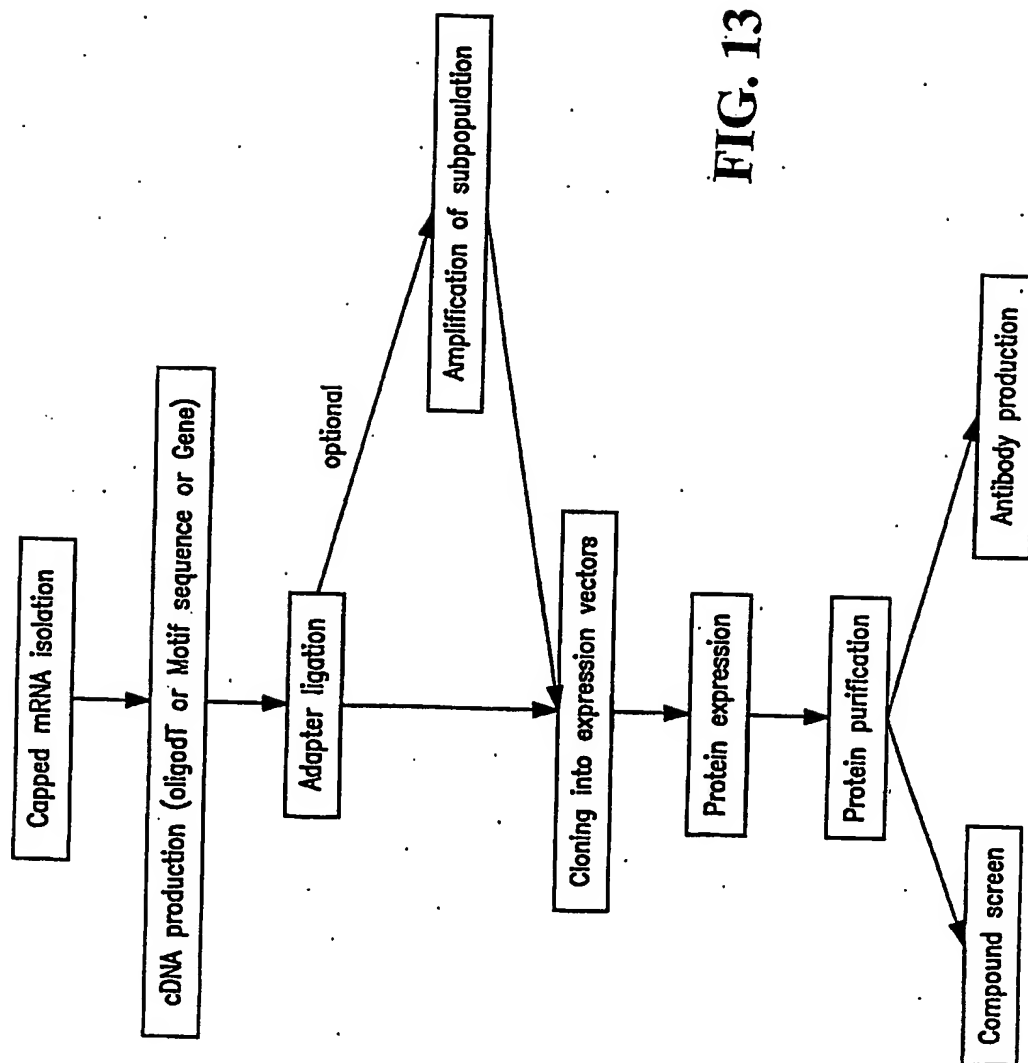 Capped mRNA isolation
cDNA production (oligodT or Motif sequence or Gene)
Adapter ligation
optional
Amplification of subpopulation
Cloning into expression vectors
Protein expression
Protein purification
Compound screen
Antibody production
FIG. 13